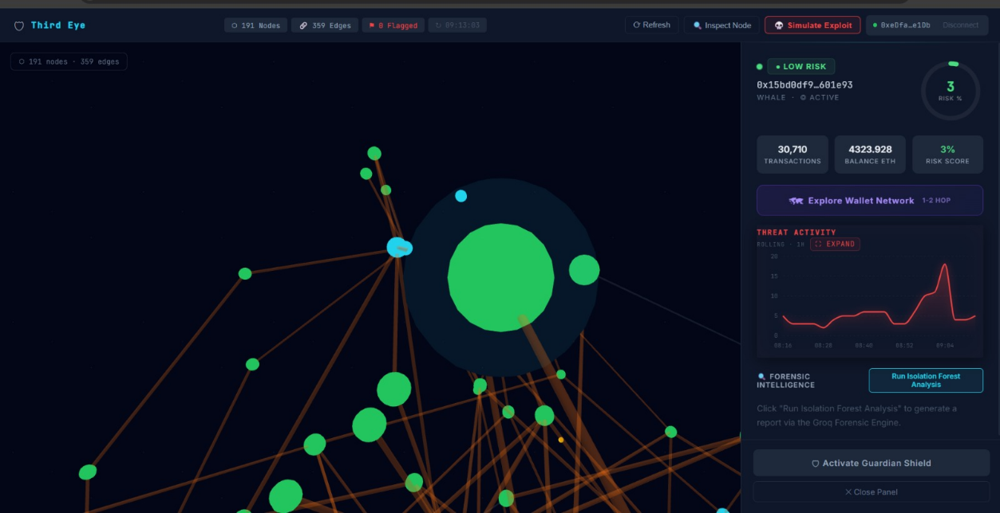 Third Eye
191 Nodes
359 Edges
0 Flagged
09:13:03
Refresh
Inspect Node
Simulate Exploit
0xeDfa…e1Db
Disconnect
191 nodes · 359 edges
LOW RISK
0x15bd0df9…601e93
WHALE · ACTIVE
3
RISK %
30,710
TRANSACTIONS
4323.928
BALANCE ETH
3%
RISK SCORE
Explore Wallet Network 1-2 HOP
THREAT ACTIVITY
ROLLING · 1H
EXPAND
20
15
10
5
0
08:16 08:28 08:40 08:52 09:04
FORENSIC
INTELLIGENCE
Run Isolation Forest
Analysis
Click "Run Isolation Forest Analysis" to generate a
report via the Groq Forensic Engine.
Activate Guardian Shield
Close Panel